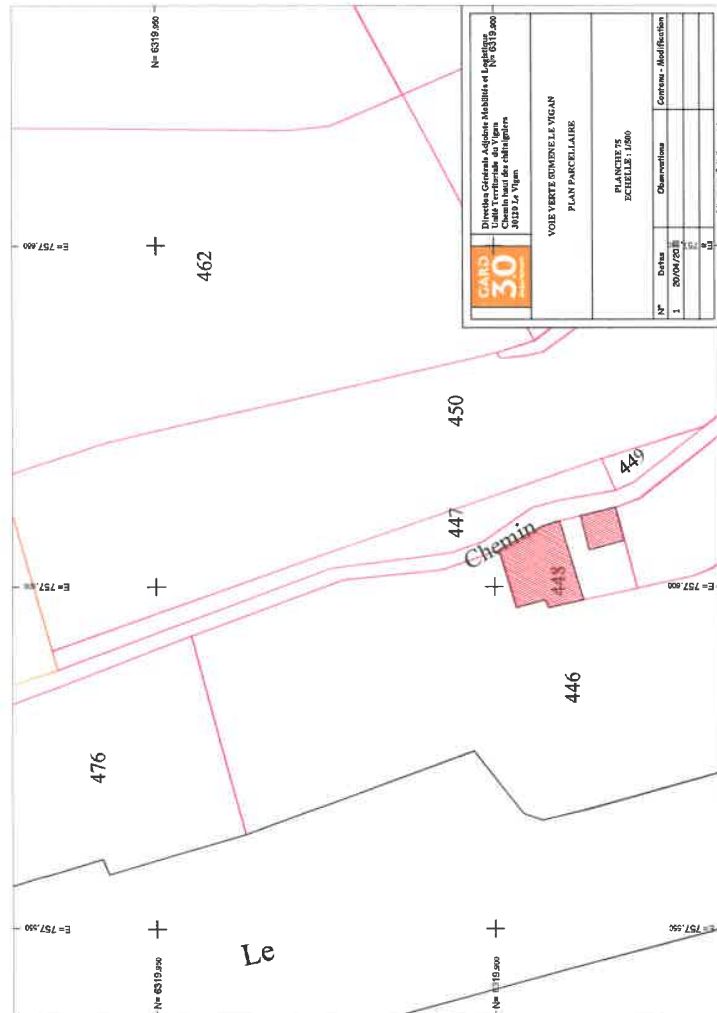 N= 6319.950
N= 6319.900
E = 757.650
462
450
447
449
Chemin
448
E = 757.600
446
476
E = 757.550
E = 757.550
Le
N= 6319.950
N= 6319.900
GARD
30
Direction Générale Adjointe Mobilités et Logistique
Unité Territoriale du Vigan
Chemin haut des châtaigniers
30120 Le Vigan
VOIE VERTE SUMENE LE VIGAN
PLAN PARCELLAIRE
PLANCHE 75
ECHELLE : 1/500
N° Dates Observations Contenu - Modification
1